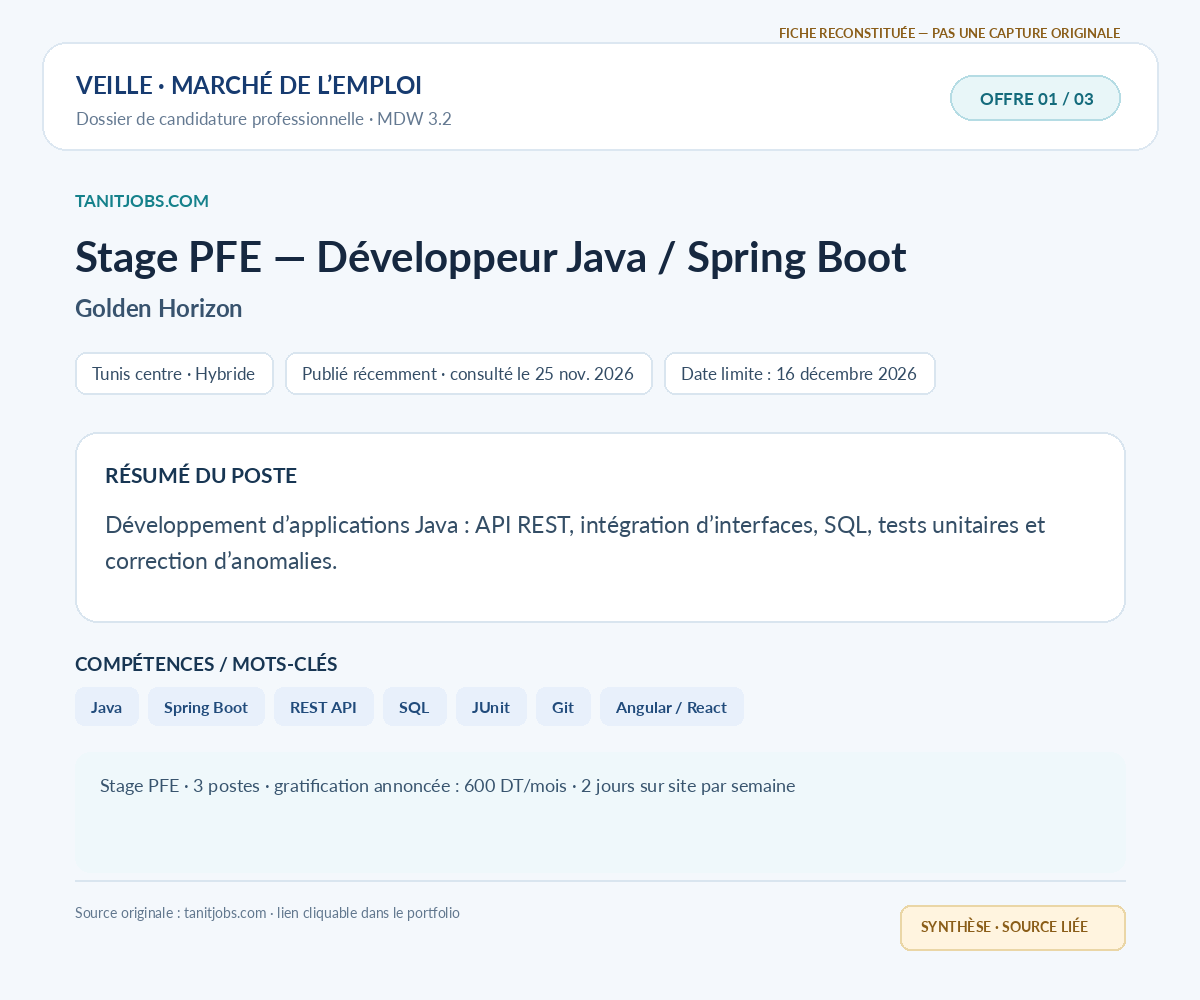 FICHE RECONSTITUÉE — PAS UNE CAPTURE ORIGINALE
VEILLE · MARCHÉ DE L’EMPLOI
Dossier de candidature professionnelle · MDW 3.2
OFFRE 01 / 03
TANITJOBS.COM
Stage PFE — Développeur Java / Spring Boot
Golden Horizon
Tunis centre · Hybride
Publié récemment · consulté le 25 nov. 2026
Date limite : 16 décembre 2026
RÉSUMÉ DU POSTE
Développement d’applications Java : API REST, intégration d’interfaces, SQL, tests unitaires et
correction d’anomalies.
COMPÉTENCES / MOTS-CLÉS
Java
Spring Boot
REST API
SQL
JUnit
Git
Angular / React
Stage PFE · 3 postes · gratification annoncée : 600 DT/mois · 2 jours sur site par semaine
Source originale : tanitjobs.com · lien cliquable dans le portfolio
SYNTHÈSE · SOURCE LIÉE